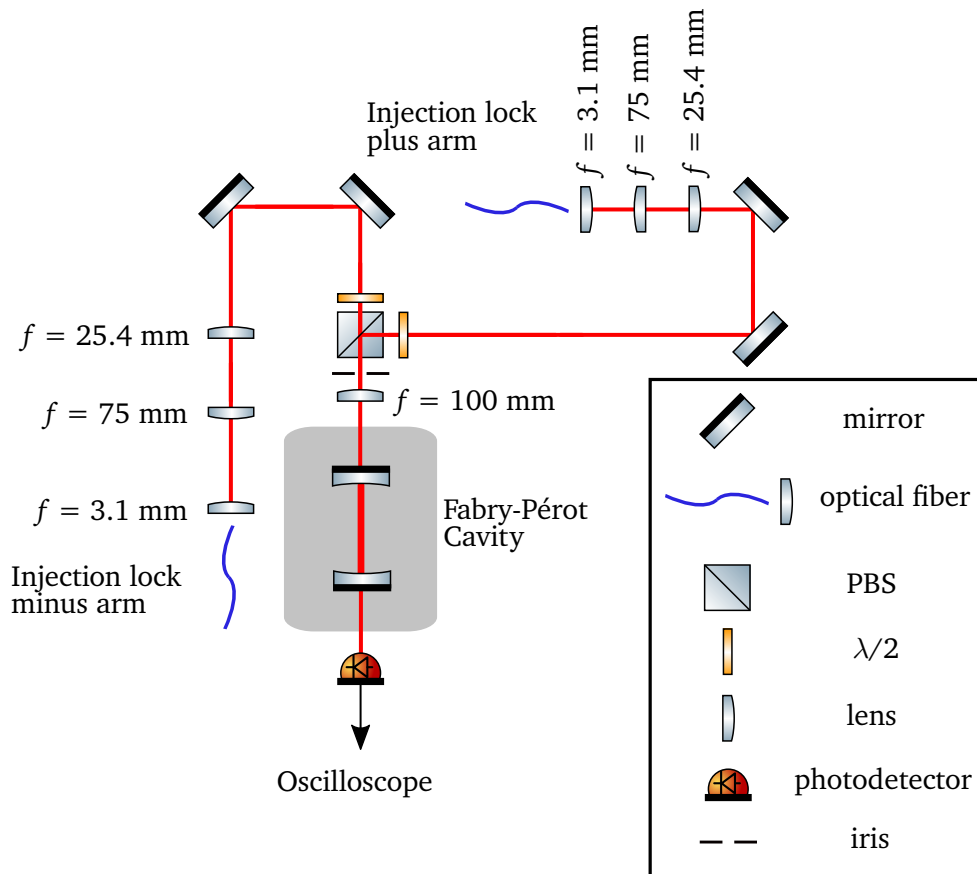 Injection lock
plus arm
f = 3.1 mm
f = 75 mm
f = 25.4 mm
f = 25.4 mm
f = 75 mm
f = 3.1 mm
Injection lock
minus arm
f = 100 mm
Fabry-Pérot
Cavity
Oscilloscope
mirror
optical fiber
PBS
λ/2
lens
photodetector
iris